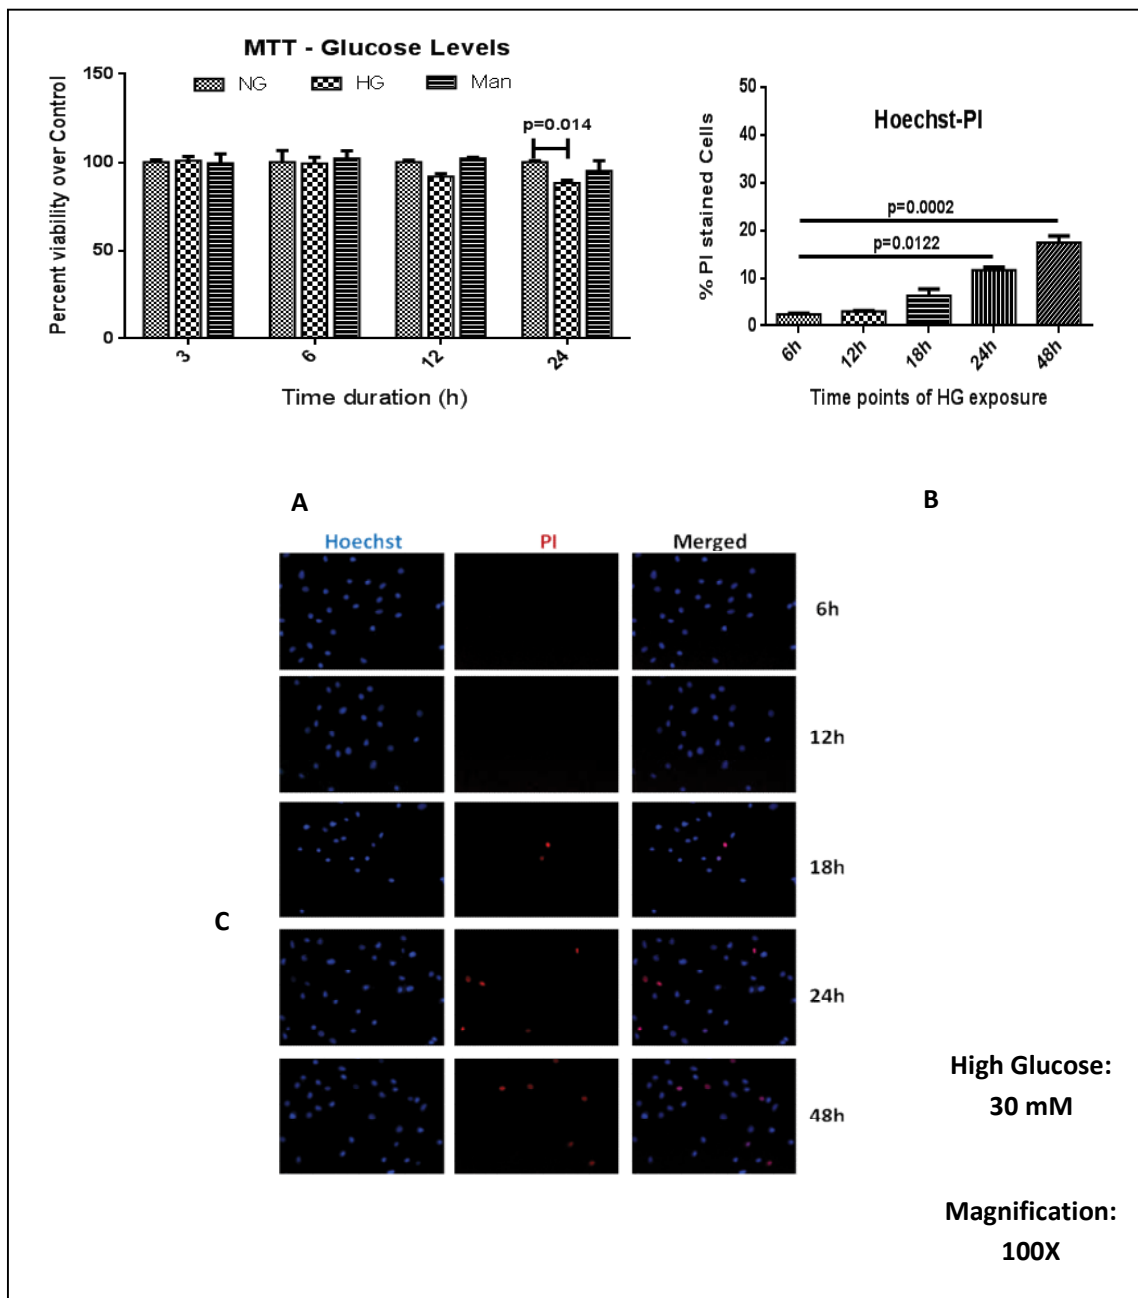 MTT - Glucose Levels
NG HG Man
Percent viability over Control
150
100
50
0
p=0.014
3 6 12 24
Time duration (h)
Hoechst-PI
% PI stained Cells
50
40
30
20
10
0
p=0.0002
p=0.0122
6h 12h 18h 24h 48h
Time points of HG exposure
A
B
Hoechst PI Merged
6h
12h
18h
C
24h
48h
High Glucose:
30 mM
Magnification:
100X